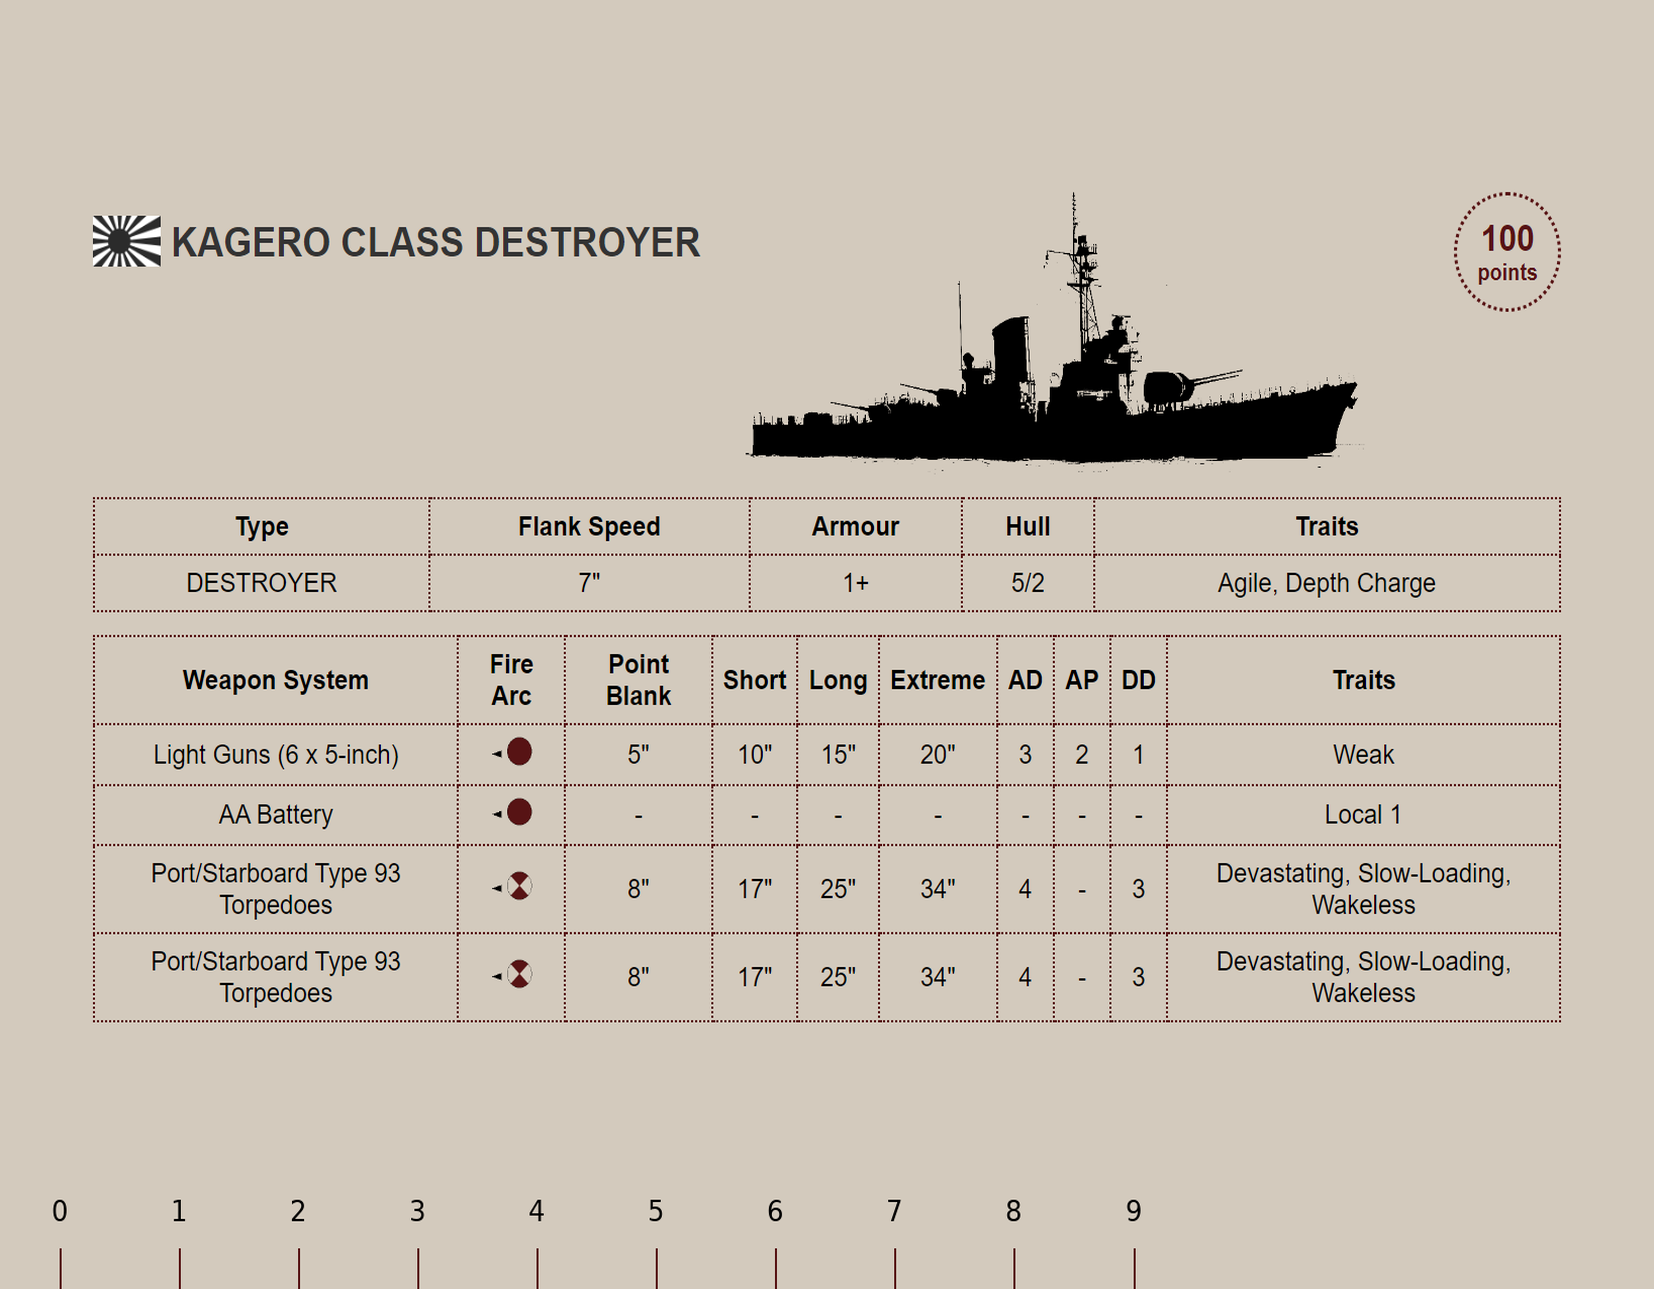 KAGERO CLASS DESTROYER
100
points
Type Flank Speed Armour Hull Traits
DESTROYER 7" 1+ 5/2 Agile, Depth Charge
Weapon System Fire Arc Point Blank Short Long Extreme AD AP DD Traits
Light Guns (6 x 5-inch) 5" 10" 15" 20" 3 2 1 Weak
AA Battery - - - - - - - Local 1
Port/Starboard Type 93 Torpedoes 8" 17" 25" 34" 4 - 3 Devastating, Slow-Loading, Wakeless
Port/Starboard Type 93 Torpedoes 8" 17" 25" 34" 4 - 3 Devastating, Slow-Loading, Wakeless
0 1 2 3 4 5 6 7 8 9